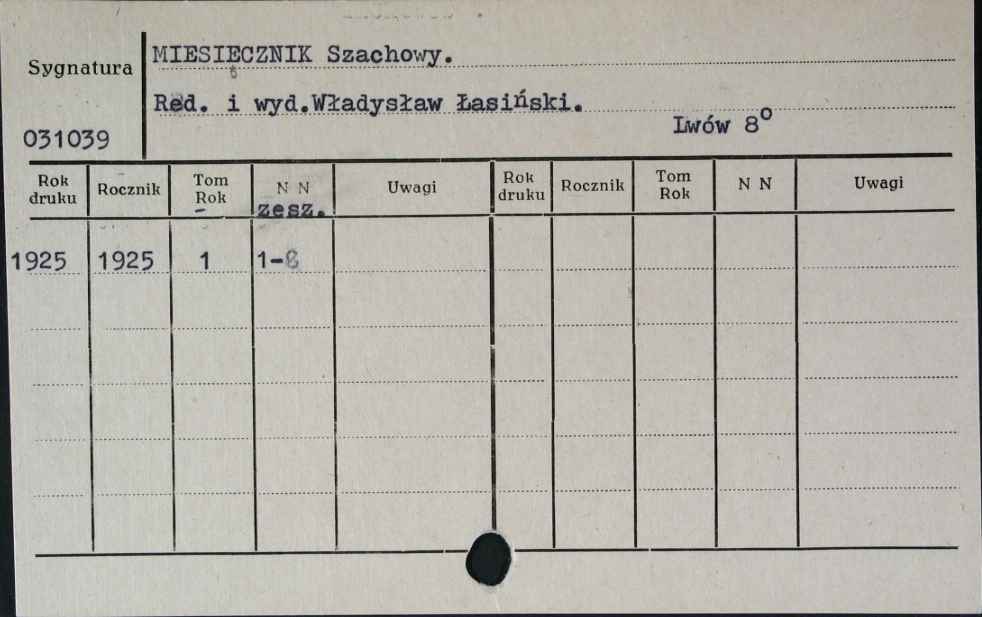 Sygnatura
MIESIĘCZNIK Szachowy.
Red. i wyd.Władysław Łasiński.
Lwów 8°
031039
Rok druku Rocznik Tom Rok N N zesz. Uwagi Rok druku Rocznik Tom Rok N N Uwagi
1925 1925 1 1-8